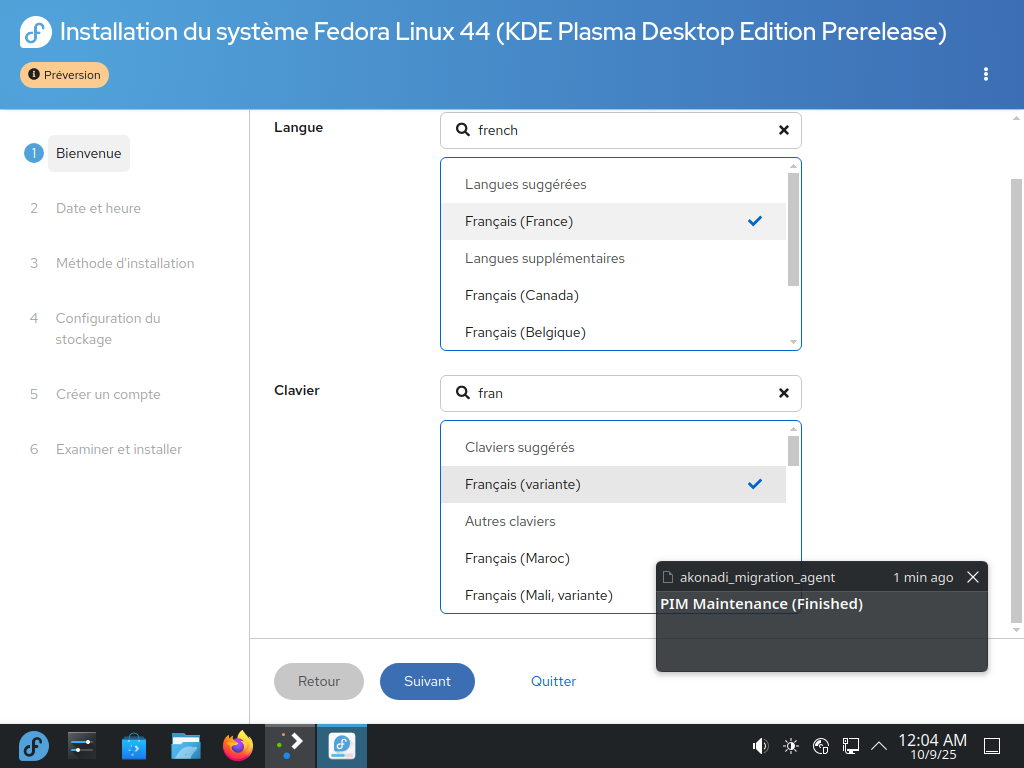 Installation du système Fedora Linux 44 (KDE Plasma Desktop Edition Prerelease)
Préversion
1 Bienvenue
2 Date et heure
3 Méthode d'installation
4 Configuration du
stockage
5 Créer un compte
6 Examiner et installer
Langue
french
Langues suggérées
Français (France)
Langues supplémentaires
Français (Canada)
Français (Belgique)
Clavier
fran
Claviers suggérés
Français (variante)
Autres claviers
Français (Maroc)
Français (Mali, variante)
akonadi_migration_agent 1 min ago
PIM Maintenance (Finished)
Retour Suivant Quitter
12:04 AM
10/9/25